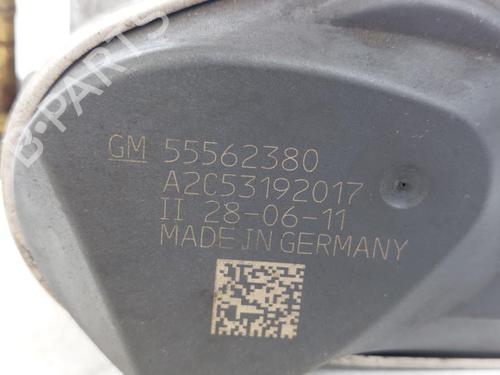 B-PARTS
GM 55562380
A2C53192017
II 28-06-11
MADE IN GERMANY